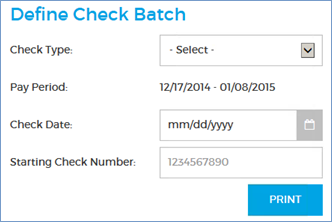 Define Check Batch
Check Type: - Select -
Pay Period: 12/17/2014 - 01/08/2015
Check Date: mm/dd/yyyy
Starting Check Number: 1234567890
PRINT